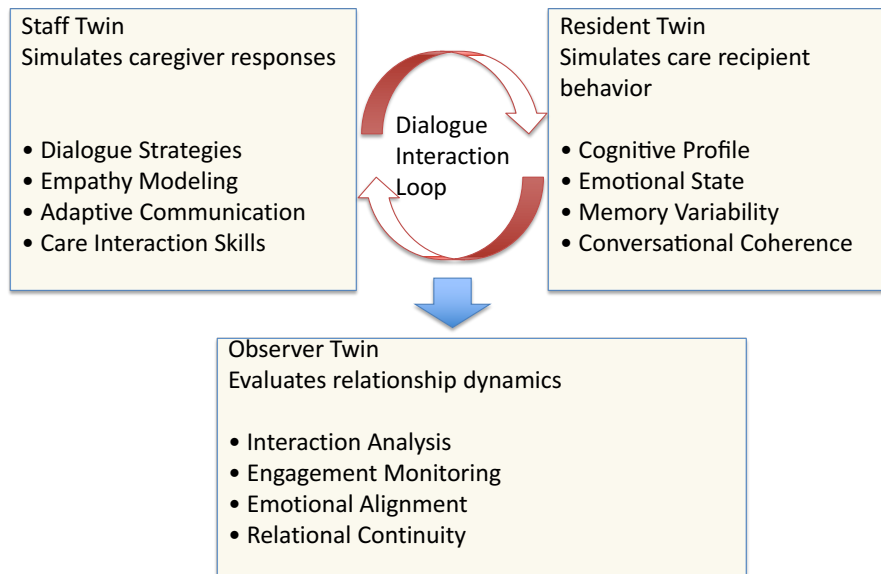 Staff Twin
Simulates caregiver responses
• Dialogue Strategies
• Empathy Modeling
• Adaptive Communication
• Care Interaction Skills
Dialogue
Interaction
Loop
Resident Twin
Simulates care recipient
behavior
• Cognitive Profile
• Emotional State
• Memory Variability
• Conversational Coherence
Observer Twin
Evaluates relationship dynamics
• Interaction Analysis
• Engagement Monitoring
• Emotional Alignment
• Relational Continuity